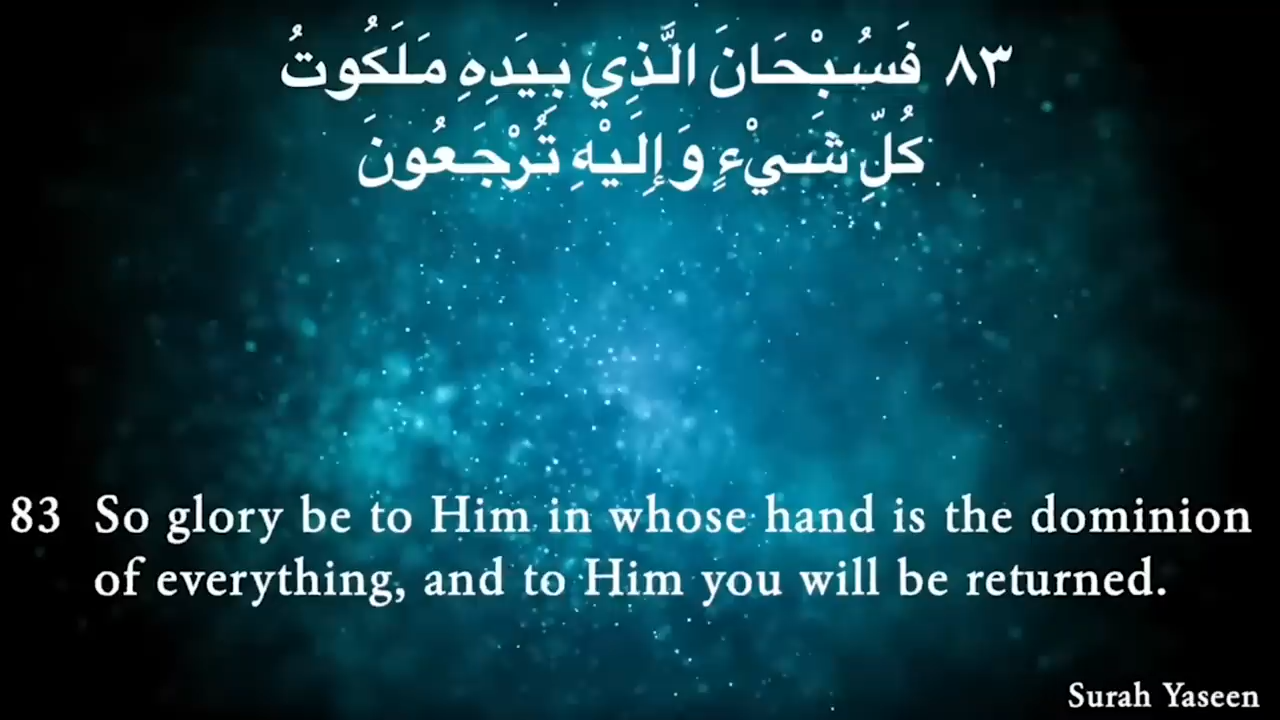 ٨٣ فَسُبْحَانَ الَّذِي بِيَدِهِ مَلَكُوتُ
كُلِّ شَيْءٍ وَإِلَيْهِ تُرْجَعُونَ
83 So glory be to Him in whose hand is the dominion
of everything, and to Him you will be returned.
Surah Yaseen